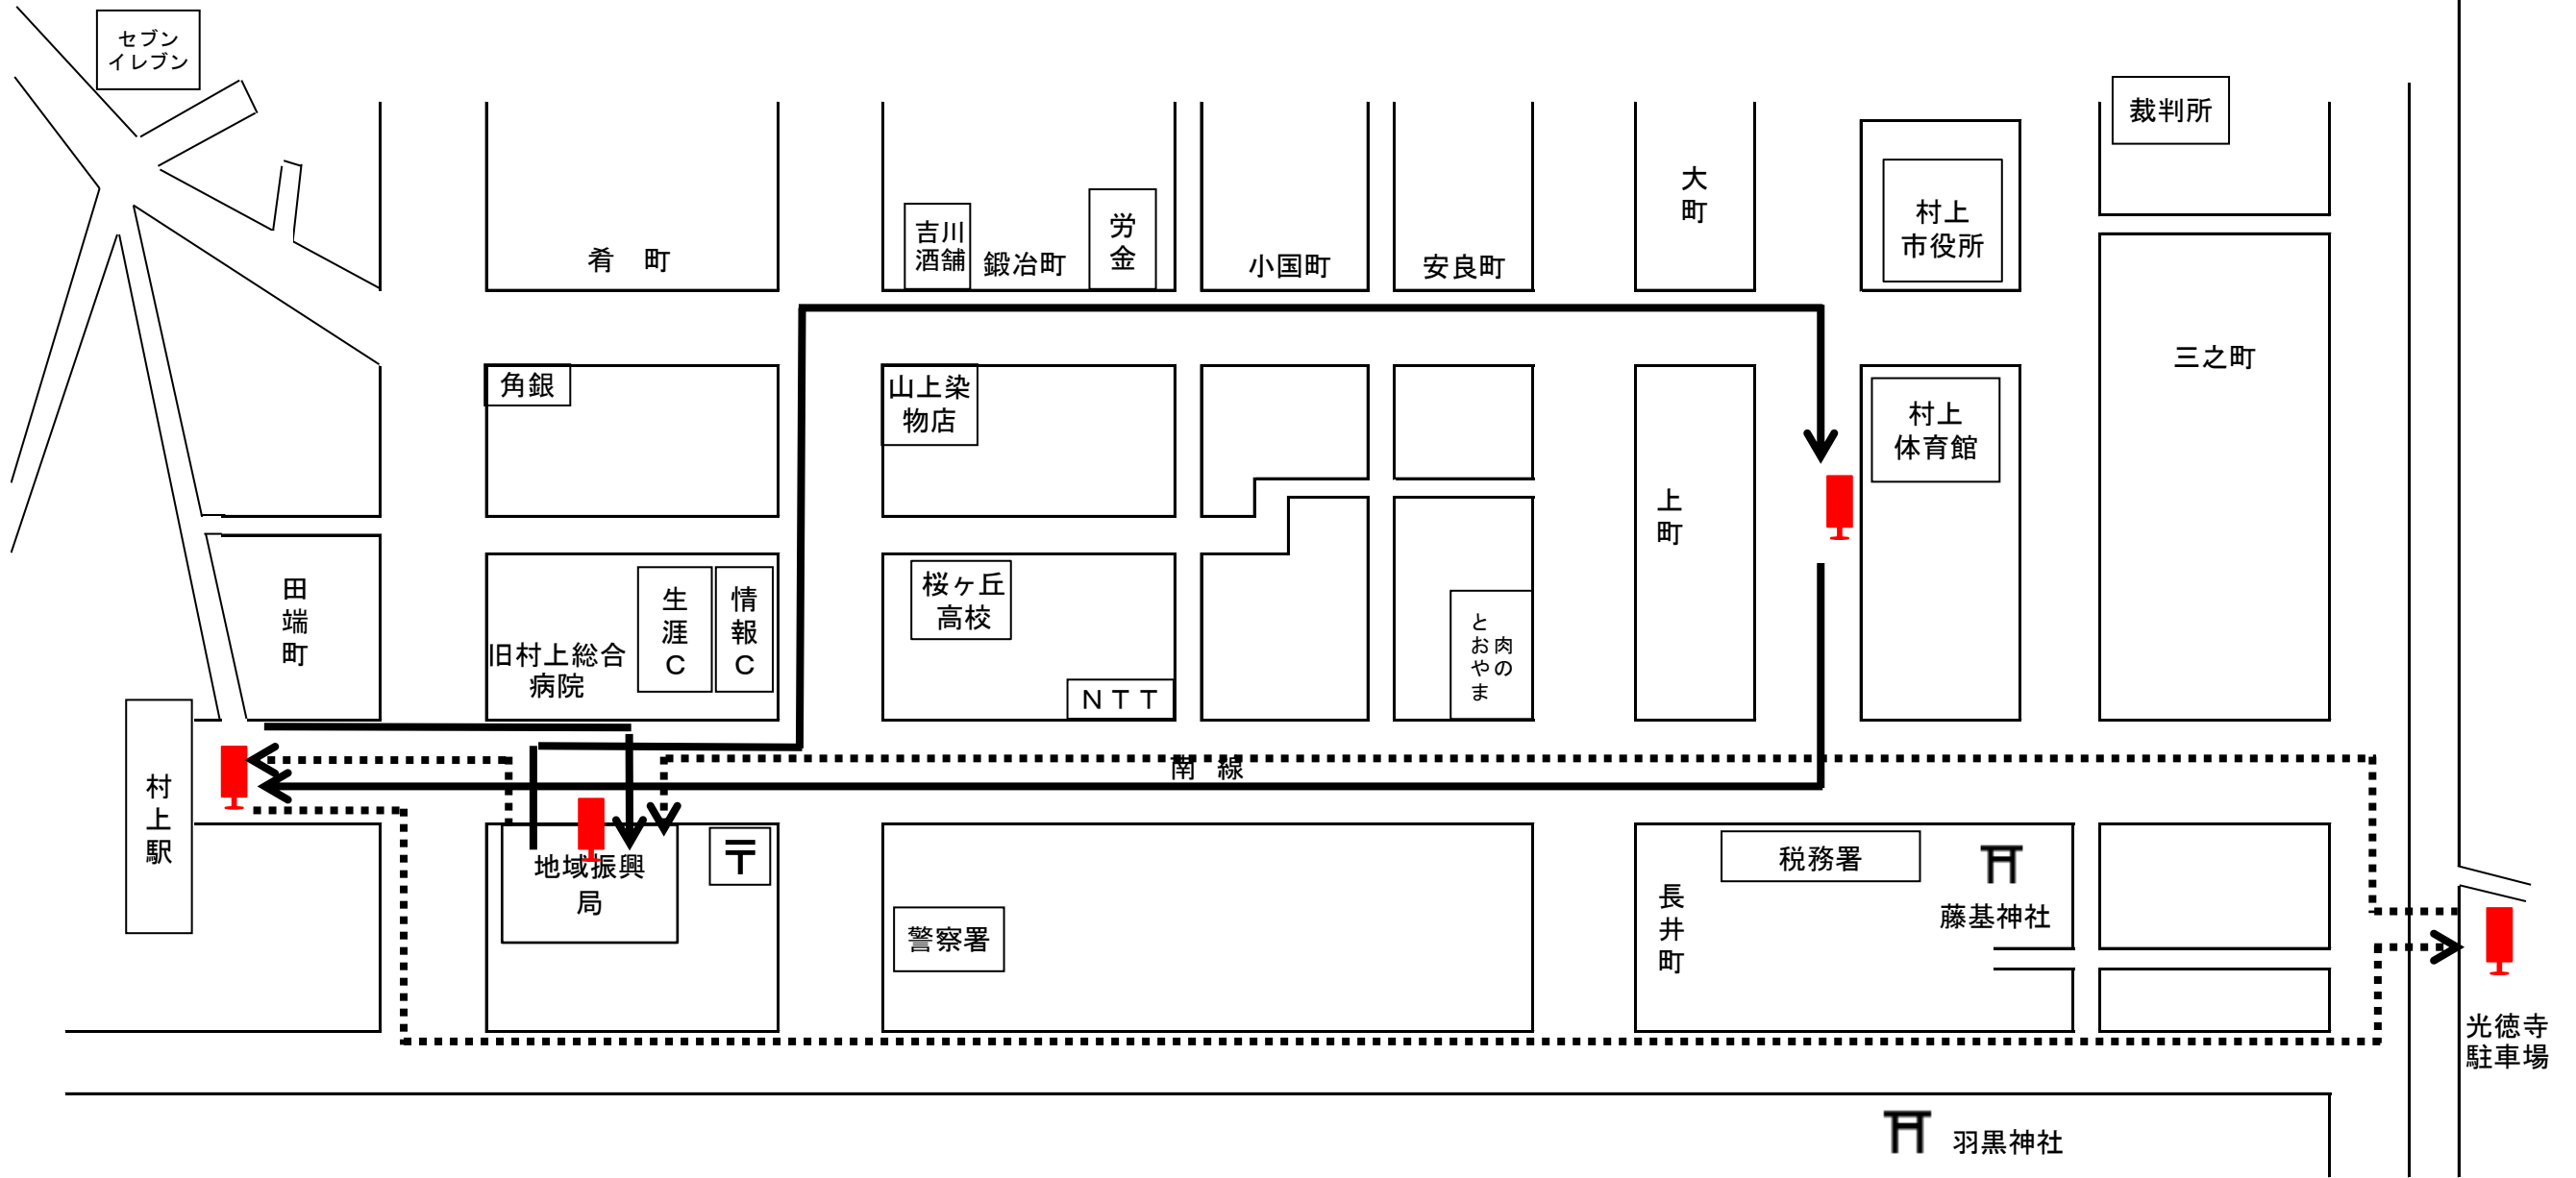 セブン
イレブン
裁判所
大町
村上
市役所
吉川
酒舗
鍛冶町
労金
肴　町
小国町
安良町
三之町
角銀
山上染
物店
村上
体育館
上町
田端町
旧村上総合
病院
生涯C
情報C
桜ヶ丘
高校
NTT
肉の
とおやま
南　線
村上駅
地域振興
局
〒
警察署
長井町
税務署
藤基神社
光徳寺
駐車場
羽黒神社